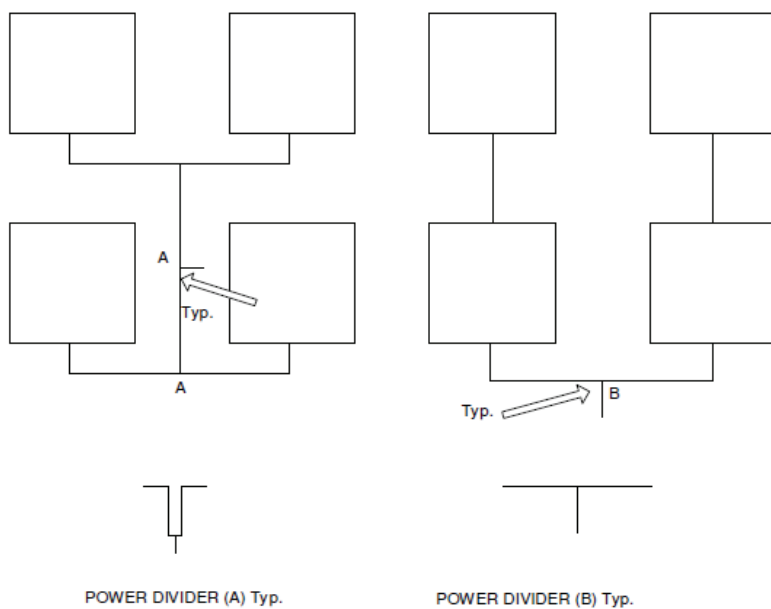 A
Typ.
A
B
Typ.
POWER DIVIDER (A) Typ.
POWER DIVIDER (B) Typ.